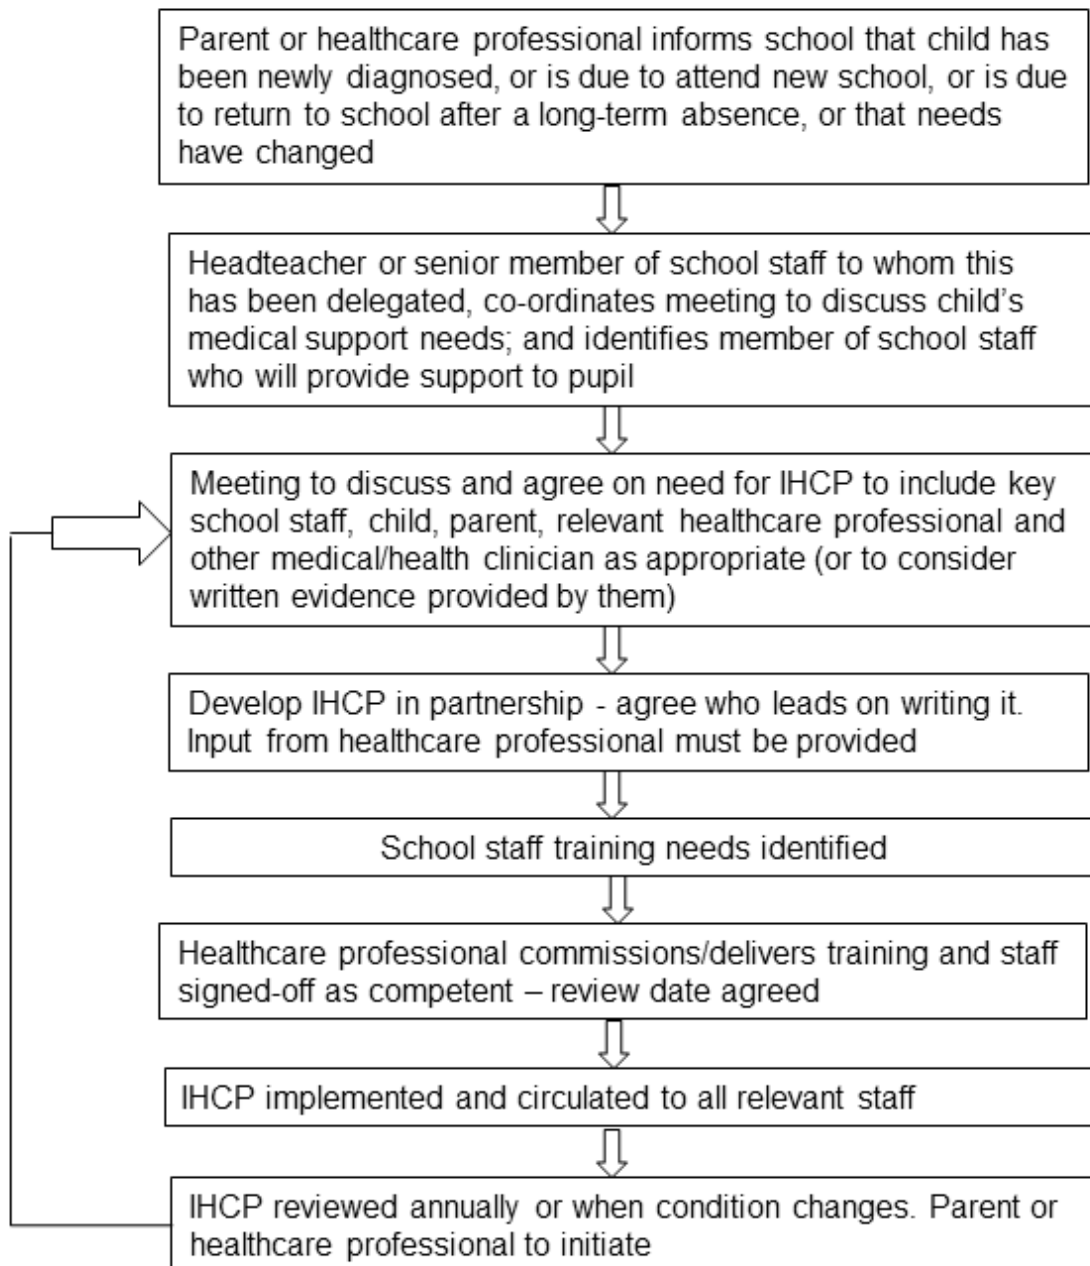 Parent or healthcare professional informs school that child has
been newly diagnosed, or is due to attend new school, or is due
to return to school after a long-term absence, or that needs
have changed
Headteacher or senior member of school staff to whom this
has been delegated, co-ordinates meeting to discuss child’s
medical support needs; and identifies member of school staff
who will provide support to pupil
Meeting to discuss and agree on need for IHCP to include key
school staff, child, parent, relevant healthcare professional and
other medical/health clinician as appropriate (or to consider
written evidence provided by them)
Develop IHCP in partnership - agree who leads on writing it.
Input from healthcare professional must be provided
School staff training needs identified
Healthcare professional commissions/delivers training and staff
signed-off as competent – review date agreed
IHCP implemented and circulated to all relevant staff
IHCP reviewed annually or when condition changes. Parent or
healthcare professional to initiate